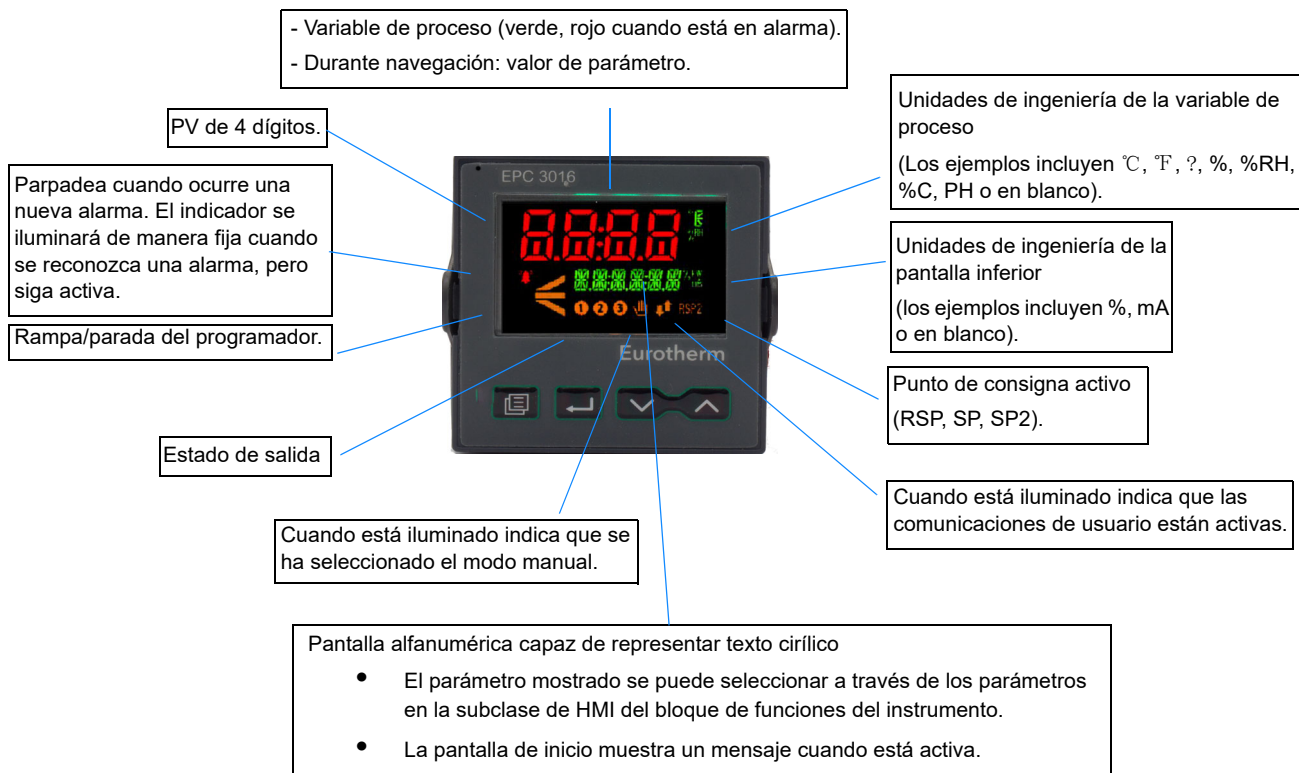 - Variable de proceso (verde, rojo cuando está en alarma).
- Durante navegación: valor de parámetro.
PV de 4 dígitos.
Parpadea cuando ocurre una
nueva alarma. El indicador se
iluminará de manera fija cuando
se reconozca una alarma, pero
siga activa.
Rampa/parada del programador.
Estado de salida
Cuando está iluminado indica que se
ha seleccionado el modo manual.
Unidades de ingeniería de la variable de
proceso
(Los ejemplos incluyen ℃, ℉, ?, %, %RH,
%C, PH o en blanco).
Unidades de ingeniería de la
pantalla inferior
(los ejemplos incluyen %, mA
o en blanco).
Punto de consigna activo
(RSP, SP, SP2).
Cuando está iluminado indica que las
comunicaciones de usuario están activas.
EPC 3016
8.8:8.8
1 2 3 RSP2
Eurotherm
Pantalla alfanumérica capaz de representar texto cirílico
• El parámetro mostrado se puede seleccionar a través de los parámetros
en la subclase de HMI del bloque de funciones del instrumento.
• La pantalla de inicio muestra un mensaje cuando está activa.